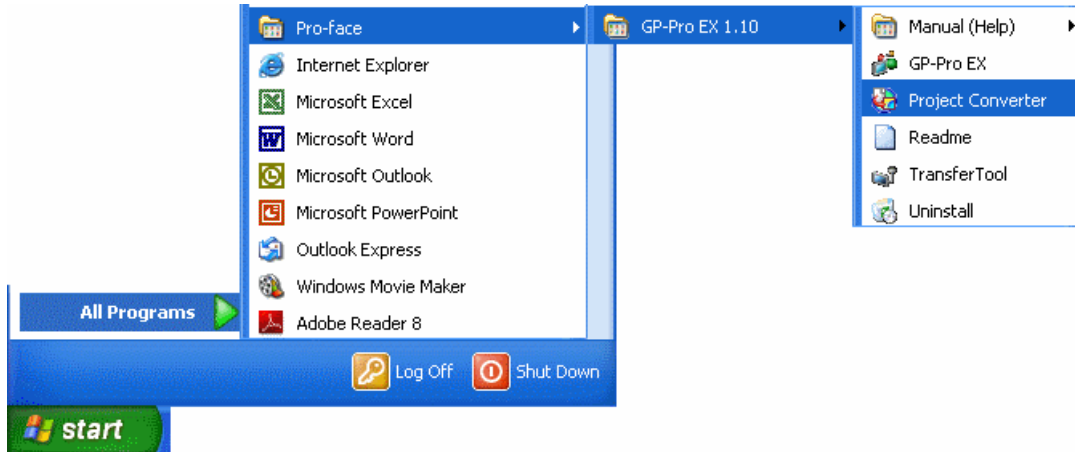 Pro-face
Internet Explorer
Microsoft Excel
Microsoft Word
Microsoft Outlook
Microsoft PowerPoint
Outlook Express
Windows Movie Maker
Adobe Reader 8
GP-Pro EX 1.10
Manual (Help)
GP-Pro EX
Project Converter
Readme
TransferTool
Uninstall
All Programs
Log Off
Shut Down
start